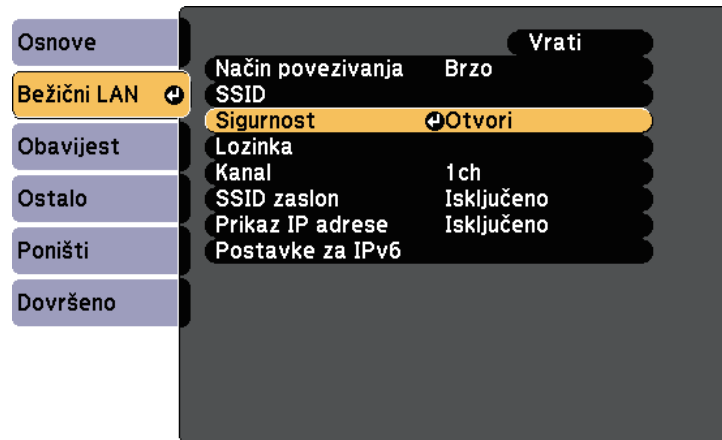 Osnove
Bežični LAN
Obavijest
Ostalo
Poništi
Dovršeno
Vrati
Način povezivanja Brzo
SSID
Sigurnost Otvori
Lozinka
Kanal 1ch
SSID zaslon Isključeno
Prikaz IP adrese Isključeno
Postavke za IPv6